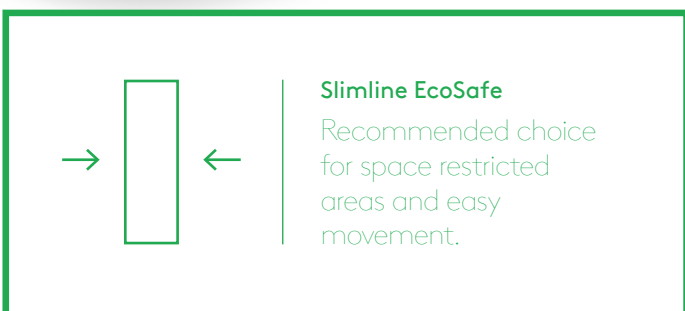 Slimline EcoSafe
Recommended choice
for space restricted
areas and easy
movement.